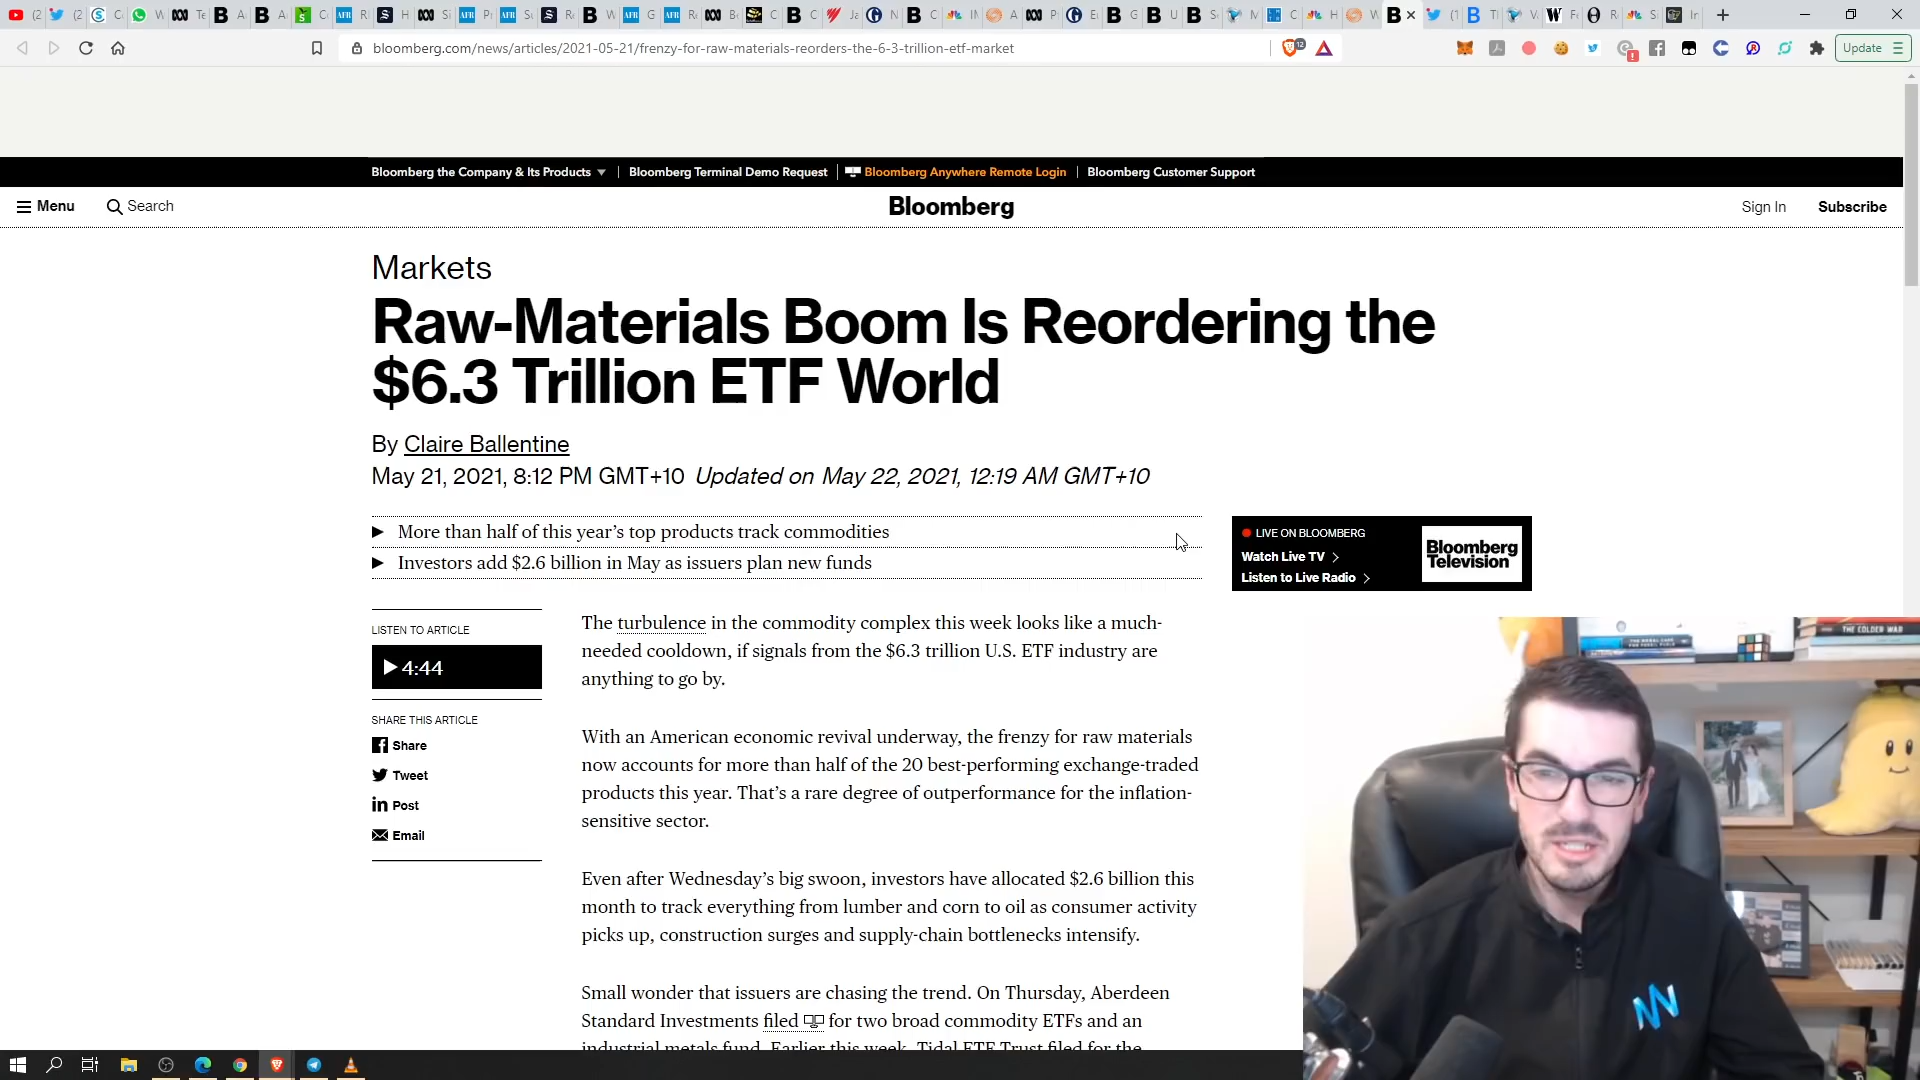 bloomberg.com/news/articles/2021-05-21/frenzy-for-raw-materials-reorders-the-6-3-trillion-etf-market
12
Update
Bloomberg the Company & Its Products
Bloomberg Terminal Demo Request
Bloomberg Anywhere Remote Login
Bloomberg Customer Support
Menu
Search
Bloomberg
Sign In
Subscribe
Markets
Raw-Materials Boom Is Reordering the
$6.3 Trillion ETF World
By Claire Ballentine
May 21, 2021, 8:12 PM GMT+10 Updated on May 22, 2021, 12:19 AM GMT+10
More than half of this year's top products track commodities
Investors add $2.6 billion in May as issuers plan new funds
LIVE ON BLOOMBERG
Watch Live TV
Listen to Live Radio
Bloomberg
Television
LISTEN TO ARTICLE
4:44
SHARE THIS ARTICLE
Share
Tweet
Post
Email
The turbulence in the commodity complex this week looks like a much-
needed cooldown, if signals from the $6.3 trillion U.S. ETF industry are
anything to go by.
With an American economic revival underway, the frenzy for raw materials
now accounts for more than half of the 20 best-performing exchange-traded
products this year. That's a rare degree of outperformance for the inflation-
sensitive sector.
Even after Wednesday's big swoon, investors have allocated $2.6 billion this
month to track everything from lumber and corn to oil as consumer activity
picks up, construction surges and supply-chain bottlenecks intensify.
Small wonder that issuers are chasing the trend. On Thursday, Aberdeen
Standard Investments filed for two broad commodity ETFs and an
industrial metals fund. Earlier this week, Tidal ETF Trust filed for the
THE COLDER WAR